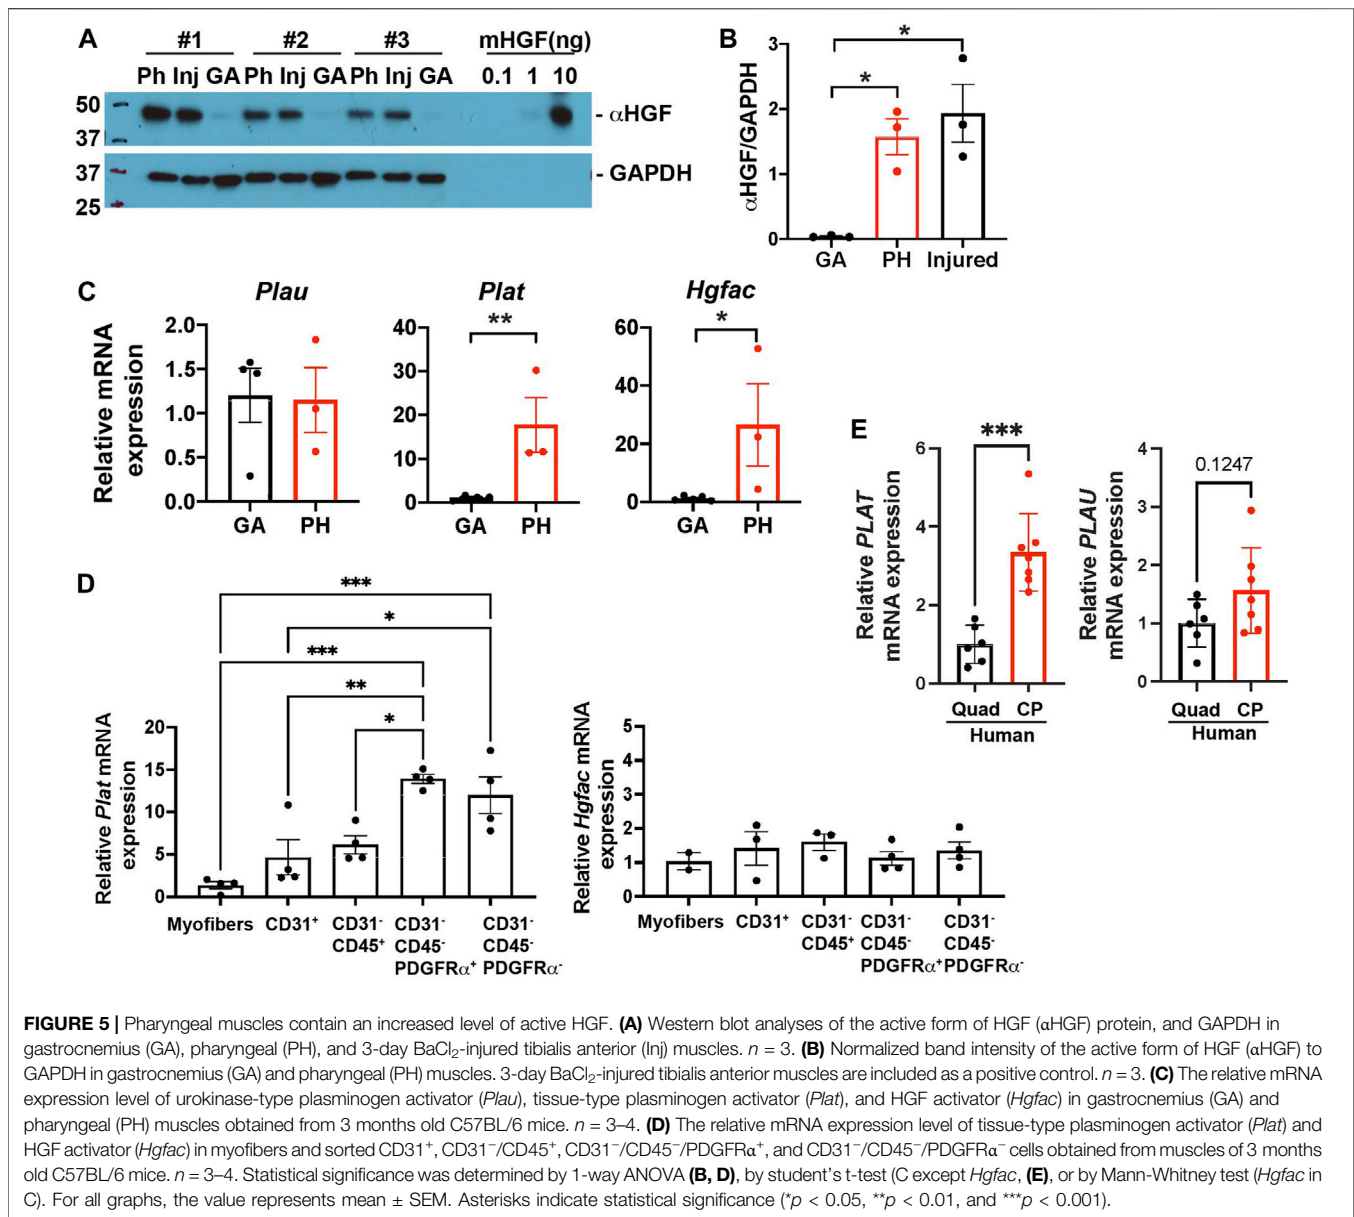 A
#1 #2 #3 mHGF(ng)
Ph Inj GA Ph Inj GA Ph Inj GA 0.1 1 10
50
37
- αHGF
37
25
- GAPDH
B
αHGF/GAPDH
3
2
1
0
*
*
GA PH Injured
C
Relative mRNA
expression
Plau
2.0
1.5
1.0
0.5
0.0
GA PH
Plat
40
30
20
10
0
**
GA PH
Hgfac
60
40
20
0
*
GA PH
D
Relative Plat mRNA
expression
20
15
10
5
0
***
*
***
**
*
Myofibers CD31⁺ CD31⁻ CD31⁻ CD31⁻
CD45⁺ CD45⁻ CD45⁻
PDGFRα⁺ PDGFRα⁻
Relative Hgfac mRNA
expression
5
4
3
2
1
0
Myofibers CD31⁺ CD31⁻ CD31⁻ CD31⁻
CD45⁺ CD45⁻ CD45⁻
PDGFRα⁺ PDGFRα⁻
E
Relative PLAT
mRNA expression
6
4
2
0
***
Quad CP
Human
Relative PLAU
mRNA expression
4
3
2
1
0
0.1247
Quad CP
Human
FIGURE 5 | Pharyngeal muscles contain an increased level of active HGF. (A) Western blot analyses of the active form of HGF (αHGF) protein, and GAPDH in
gastrocnemius (GA), pharyngeal (PH), and 3-day BaCl₂-injured tibialis anterior (Inj) muscles. n = 3. (B) Normalized band intensity of the active form of HGF (αHGF) to
GAPDH in gastrocnemius (GA) and pharyngeal (PH) muscles. 3-day BaCl₂-injured tibialis anterior muscles are included as a positive control. n = 3. (C) The relative mRNA
expression level of urokinase-type plasminogen activator (Plau), tissue-type plasminogen activator (Plat), and HGF activator (Hgfac) in gastrocnemius (GA) and
pharyngeal (PH) muscles obtained from 3 months old C57BL/6 mice. n = 3–4. (D) The relative mRNA expression level of tissue-type plasminogen activator (Plat) and
HGF activator (Hgfac) in myofibers and sorted CD31⁺, CD31⁻/CD45⁺, CD31⁻/CD45⁻/PDGFRα⁺, and CD31⁻/CD45⁻/PDGFRα⁻ cells obtained from muscles of 3 months
old C57BL/6 mice. n = 3–4. Statistical significance was determined by 1-way ANOVA (B, D), by student's t-test (C except Hgfac, (E), or by Mann-Whitney test (Hgfac in
C). For all graphs, the value represents mean ± SEM. Asterisks indicate statistical significance (*p < 0.05, **p < 0.01, and ***p < 0.001).